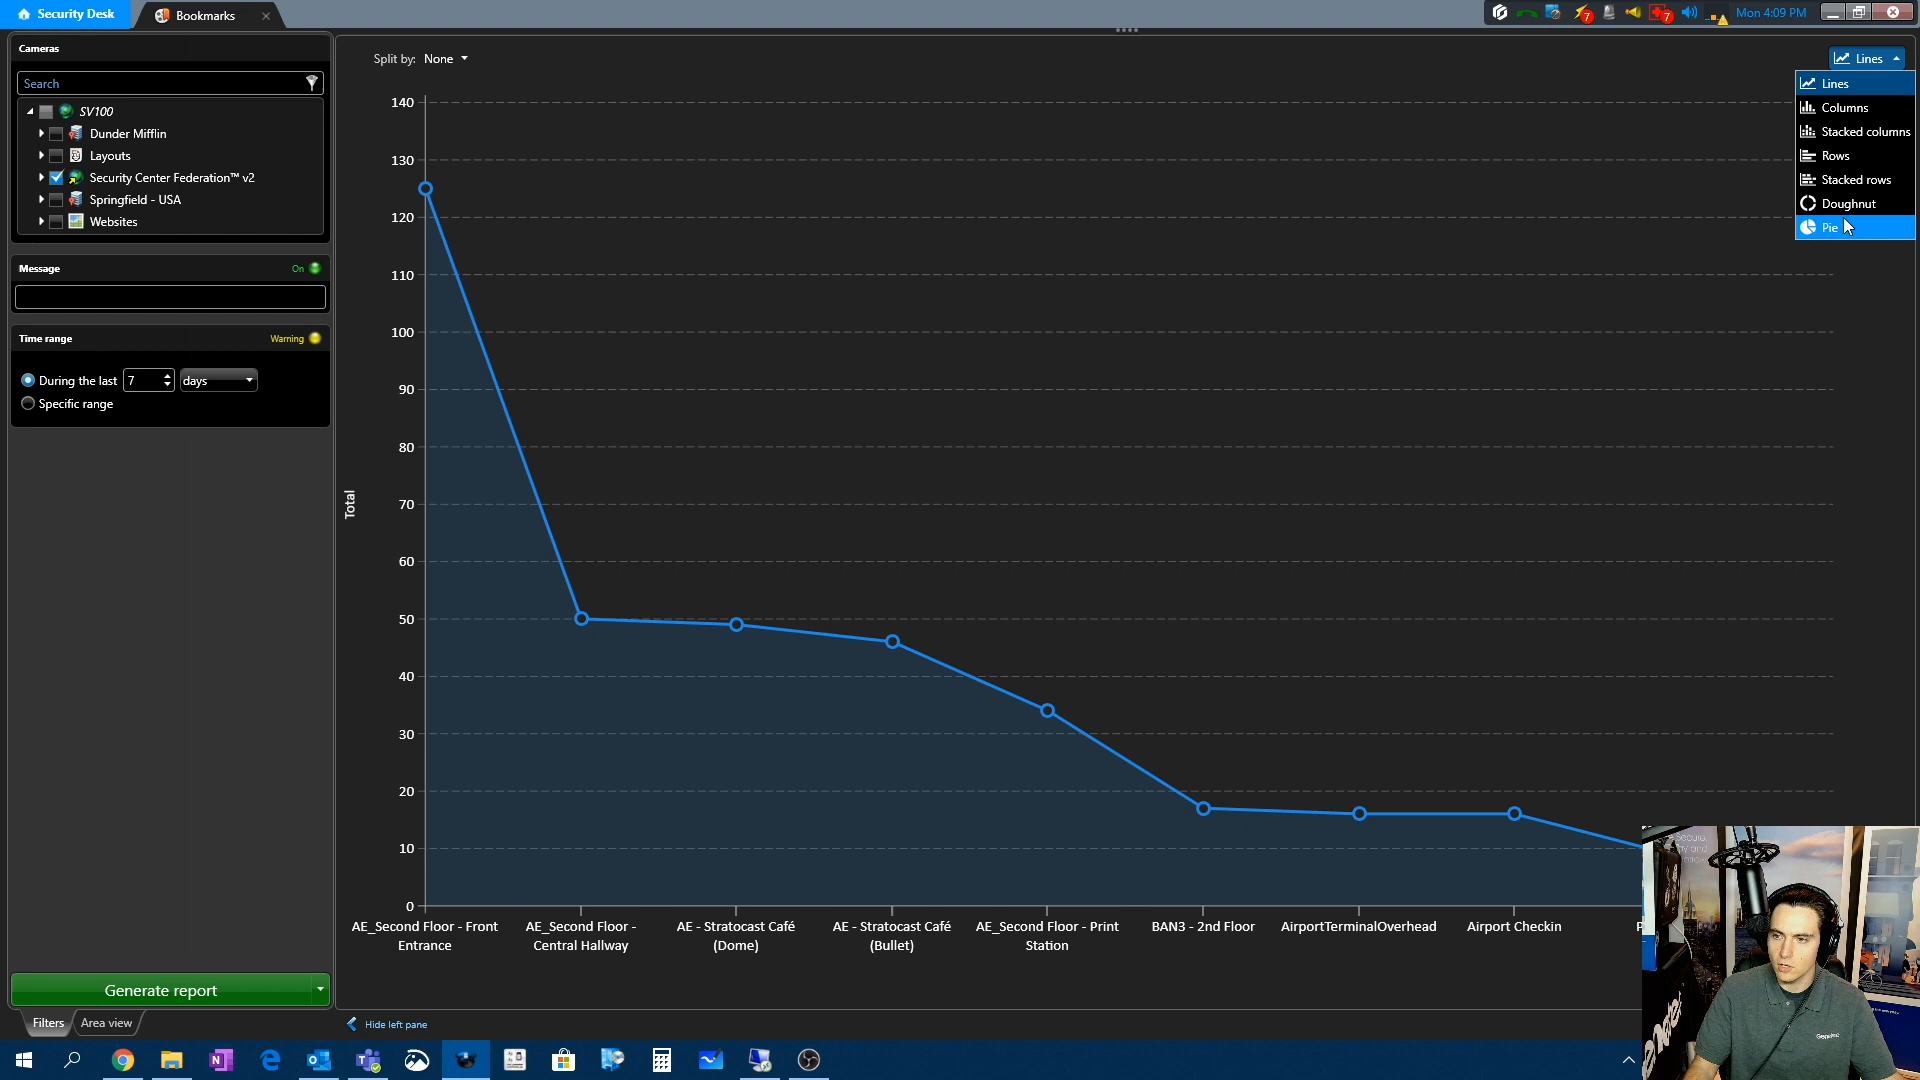 Security Desk
Bookmarks
7
7
Mon 4:09 PM
Cameras
Search
SV100
Dunder Mifflin
Layouts
Security Center Federation™ v2
Springfield - USA
Websites
Message
On
Time range
Warning
During the last 7 days
Specific range
Generate report
Filters
Area view
Split by: None
Lines
Lines
Columns
Stacked columns
Rows
Stacked rows
Doughnut
Pie
Total
140
130
120
110
100
90
80
70
60
50
40
30
20
10
0
AE_Second Floor - Front Entrance
AE_Second Floor - Central Hallway
AE - Stratocast Café (Dome)
AE - Stratocast Café (Bullet)
AE_Second Floor - Print Station
BAN3 - 2nd Floor
AirportTerminalOverhead
Airport Checkin
Hide left pane